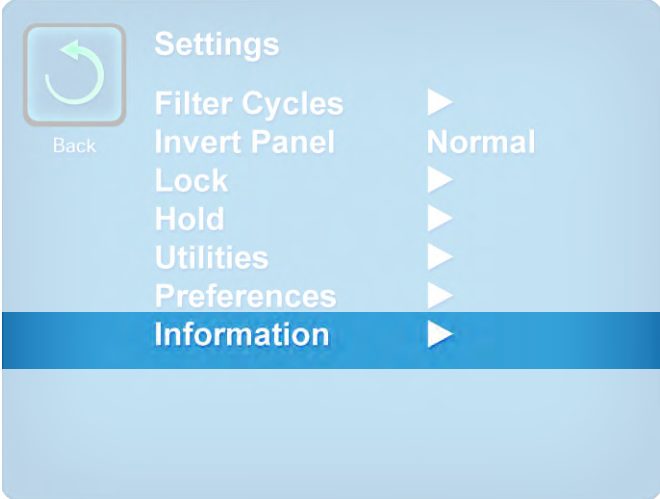 Settings
Back
Filter Cycles
Invert Panel Normal
Lock
Hold
Utilities
Preferences
Information